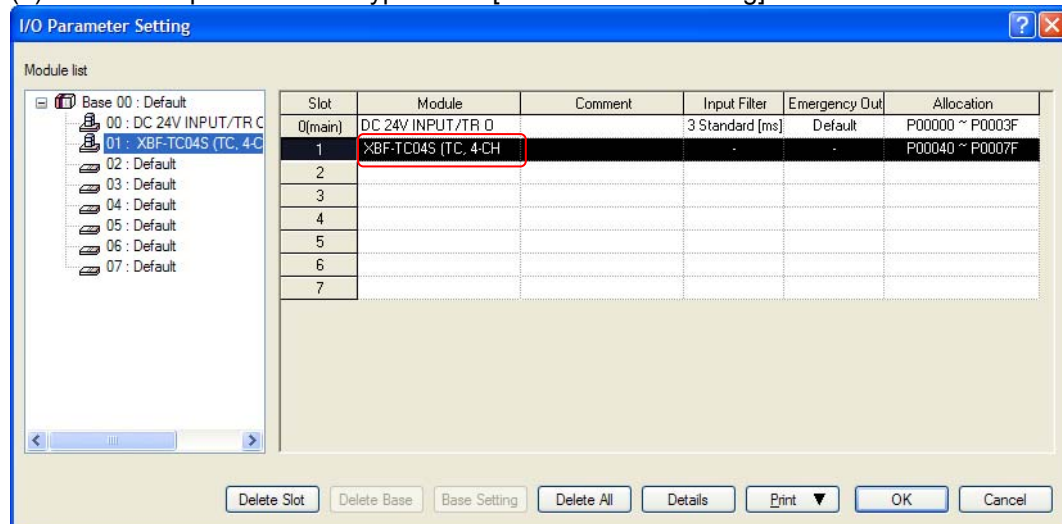 I/O Parameter Setting
Module list
Base 00 : Default
00 : DC 24V INPUT/TR O
01 : XBF-TC04S (TC, 4-C
02 : Default
03 : Default
04 : Default
05 : Default
06 : Default
07 : Default
Slot Module Comment Input Filter Emergency Out Allocation
0(main) DC 24V INPUT/TR O 3 Standard [ms] Default P00000 ~ P0003F
1 XBF-TC04S (TC, 4-CH - - P00040 ~ P0007F
2
3
4
5
6
7
Delete Slot Delete Base Base Setting Delete All Details Print ▼ OK Cancel